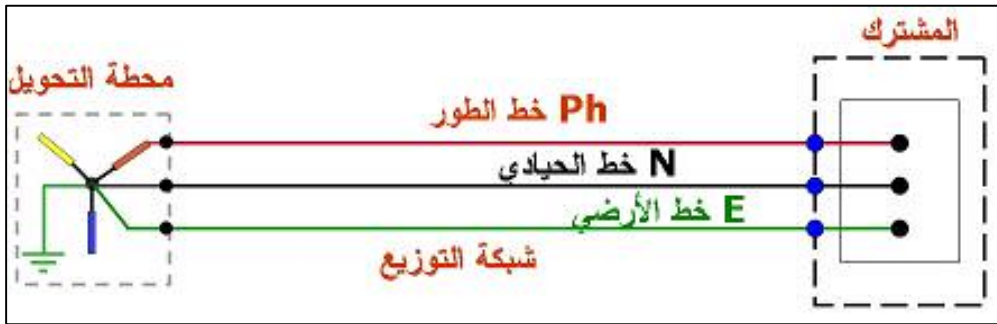 المشترك
محطة التحويل
Ph خط الطور
N خط الحيادي
E خط الأرضي
شبكة التوزيع